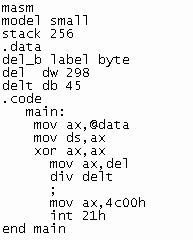 masm
model small
stack 256
.data
del_b label byte
del  dw 298
delt db 45
.code
   main:
    mov ax,@data
    mov ds,ax
    xor ax,ax
      mov ax,del
      div delt
      ;
      mov ax,4c00h
      int 21h
end main